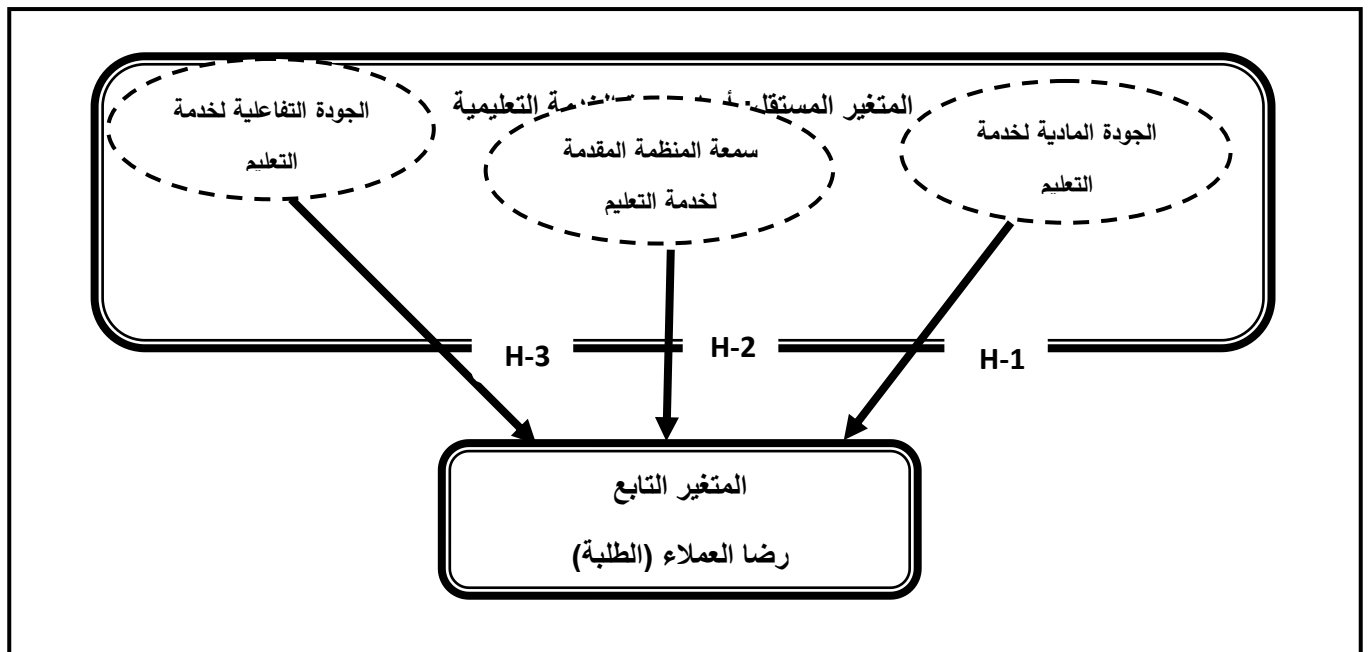 المتغير المستقل: التعليمية
الجودة المادية لخدمة
التعليم
سمعة المنظمة المقدمة
لخدمة التعليم
الجودة التفاعلية لخدمة
التعليم
H-1
H-2
H-3
المتغير التابع
رضا العملاء (الطلبة)